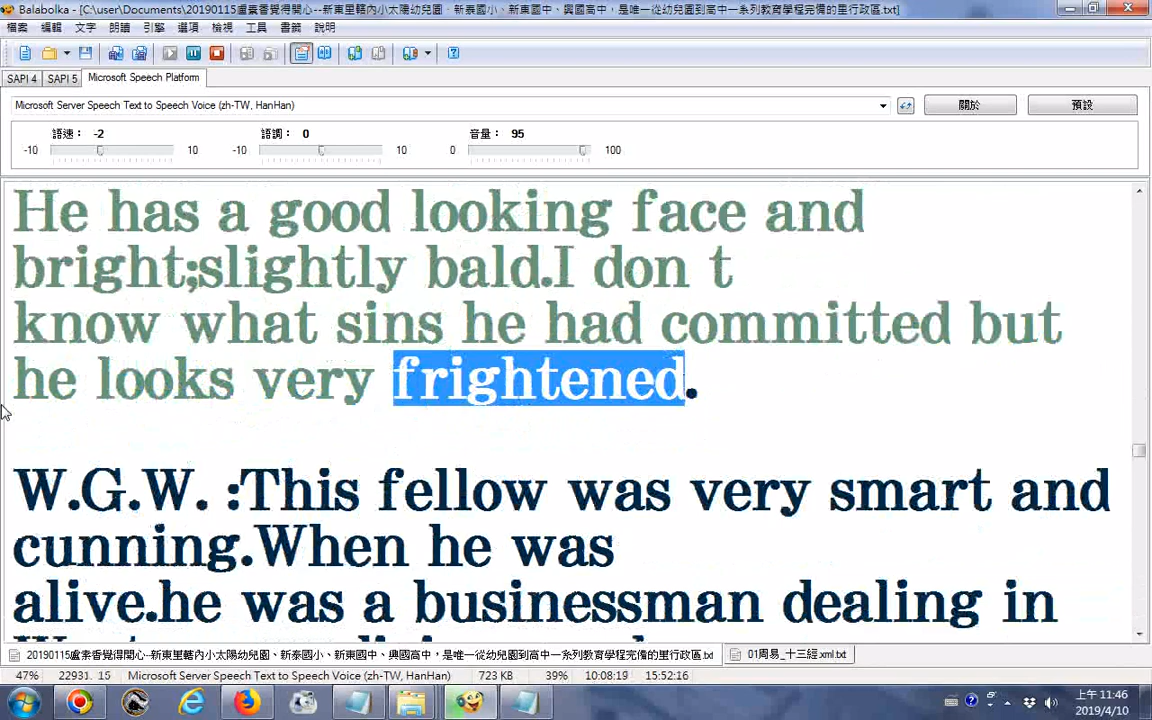 Balabolka - [C:\user\Documents\20190115盧素香覺得開心--新東里轄內小太陽幼兒園、新泰國小、新東國中、興國高中，是唯一從幼兒園到高中一系列教育學程完備的里行政區.txt]
檔案 編輯 文字 朗讀 引擎 選項 檢視 工具 書籤 說明
SAPI 4 SAPI 5 Microsoft Speech Platform
Microsoft Server Speech Text to Speech Voice (zh-TW, HanHan) 關於 預設
語速： -2 語調： 0 音量： 95
-10 10 -10 10 0 100
He has a good looking face and
bright;slightly bald.I don t
know what sins he had committed but
he looks very frightened.
W.G.W. :This fellow was very smart and
cunning.When he was
alive.he was a businessman dealing in
20190115盧素香覺得開心--新東里轄內小太陽幼兒園、新泰國小、新東國中、興國高中，是唯一從幼兒園到高中一系列教育學程完備的里行政區.txt 01周易_十三經.xml.txt
47% 22931: 15 Microsoft Server Speech Text to Speech Voice (zh-TW, HanHan) 723 KB 39% 10:08:19 15:52:16
上午 11:46
2019/4/10